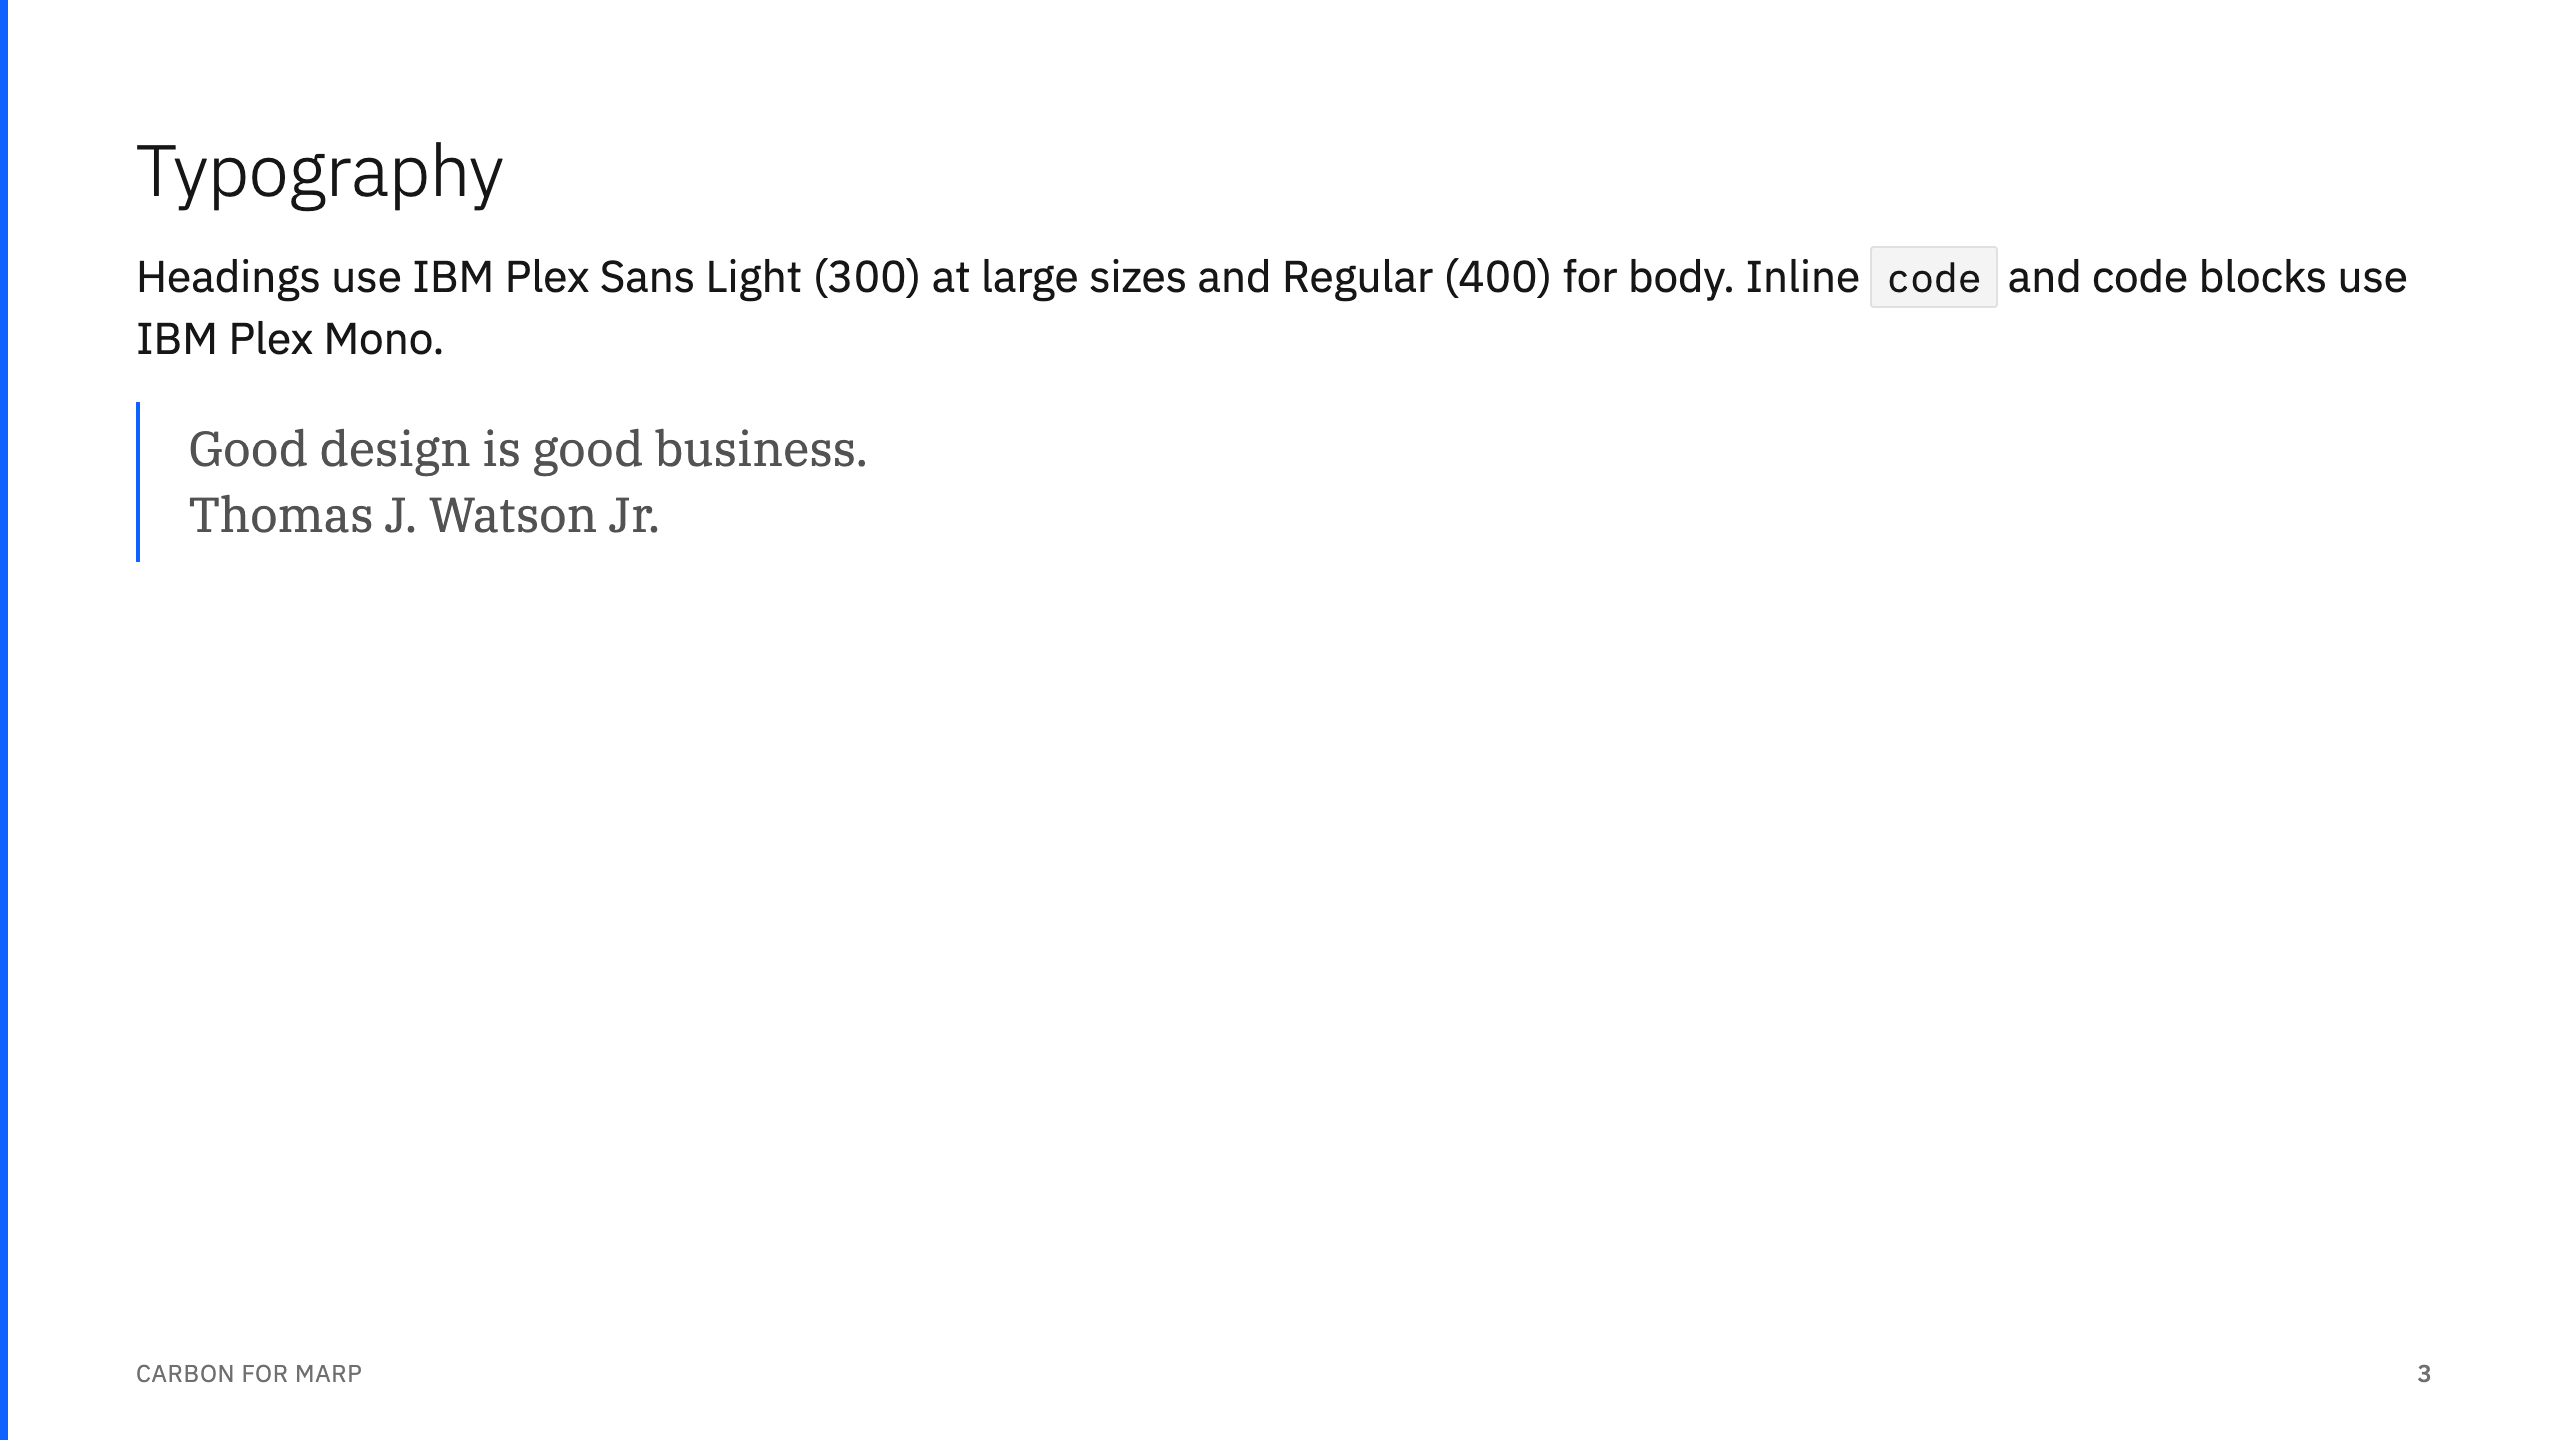 Typography
Headings use IBM Plex Sans Light (300) at large sizes and Regular (400) for body. Inline code and code blocks use
IBM Plex Mono.
Good design is good business.
Thomas J. Watson Jr.
CARBON FOR MARP
3